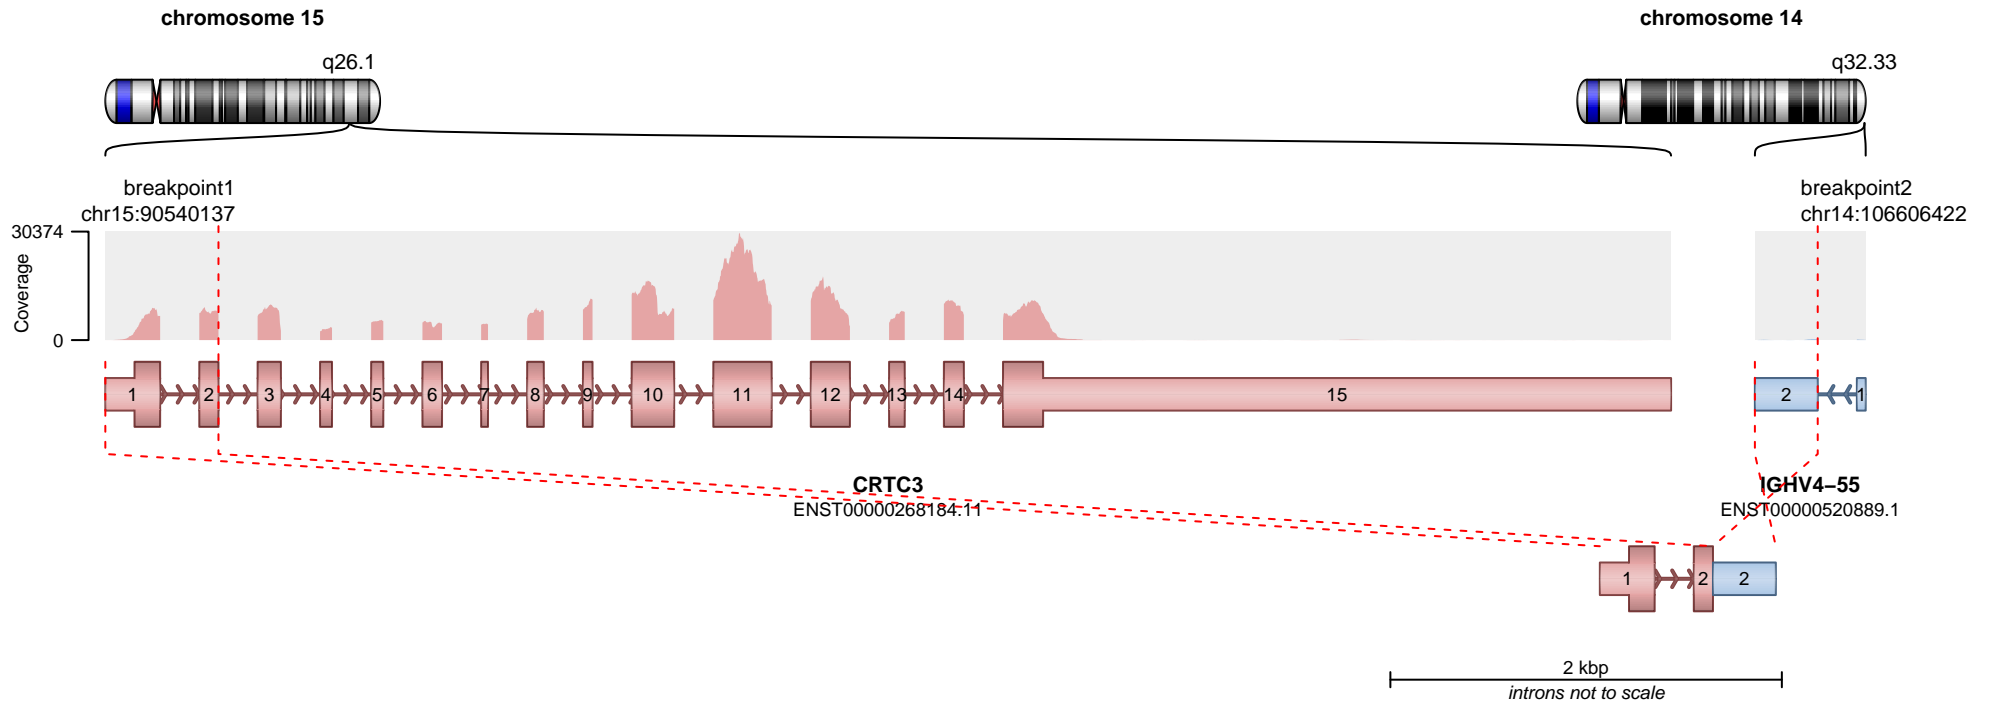 chromosome 15
chromosome 14
q26.1
q32.33
breakpoint1
chr15:90540137
breakpoint2
chr14:106606422
30374
Coverage
0
1 2 3 4 5 6 7 8 9 10 11 12 13 14 15
2 1
CRTC3
ENST00000268184.11
IGHV4−55
ENST00000520889.1
1 2 2
2 kbp
introns not to scale